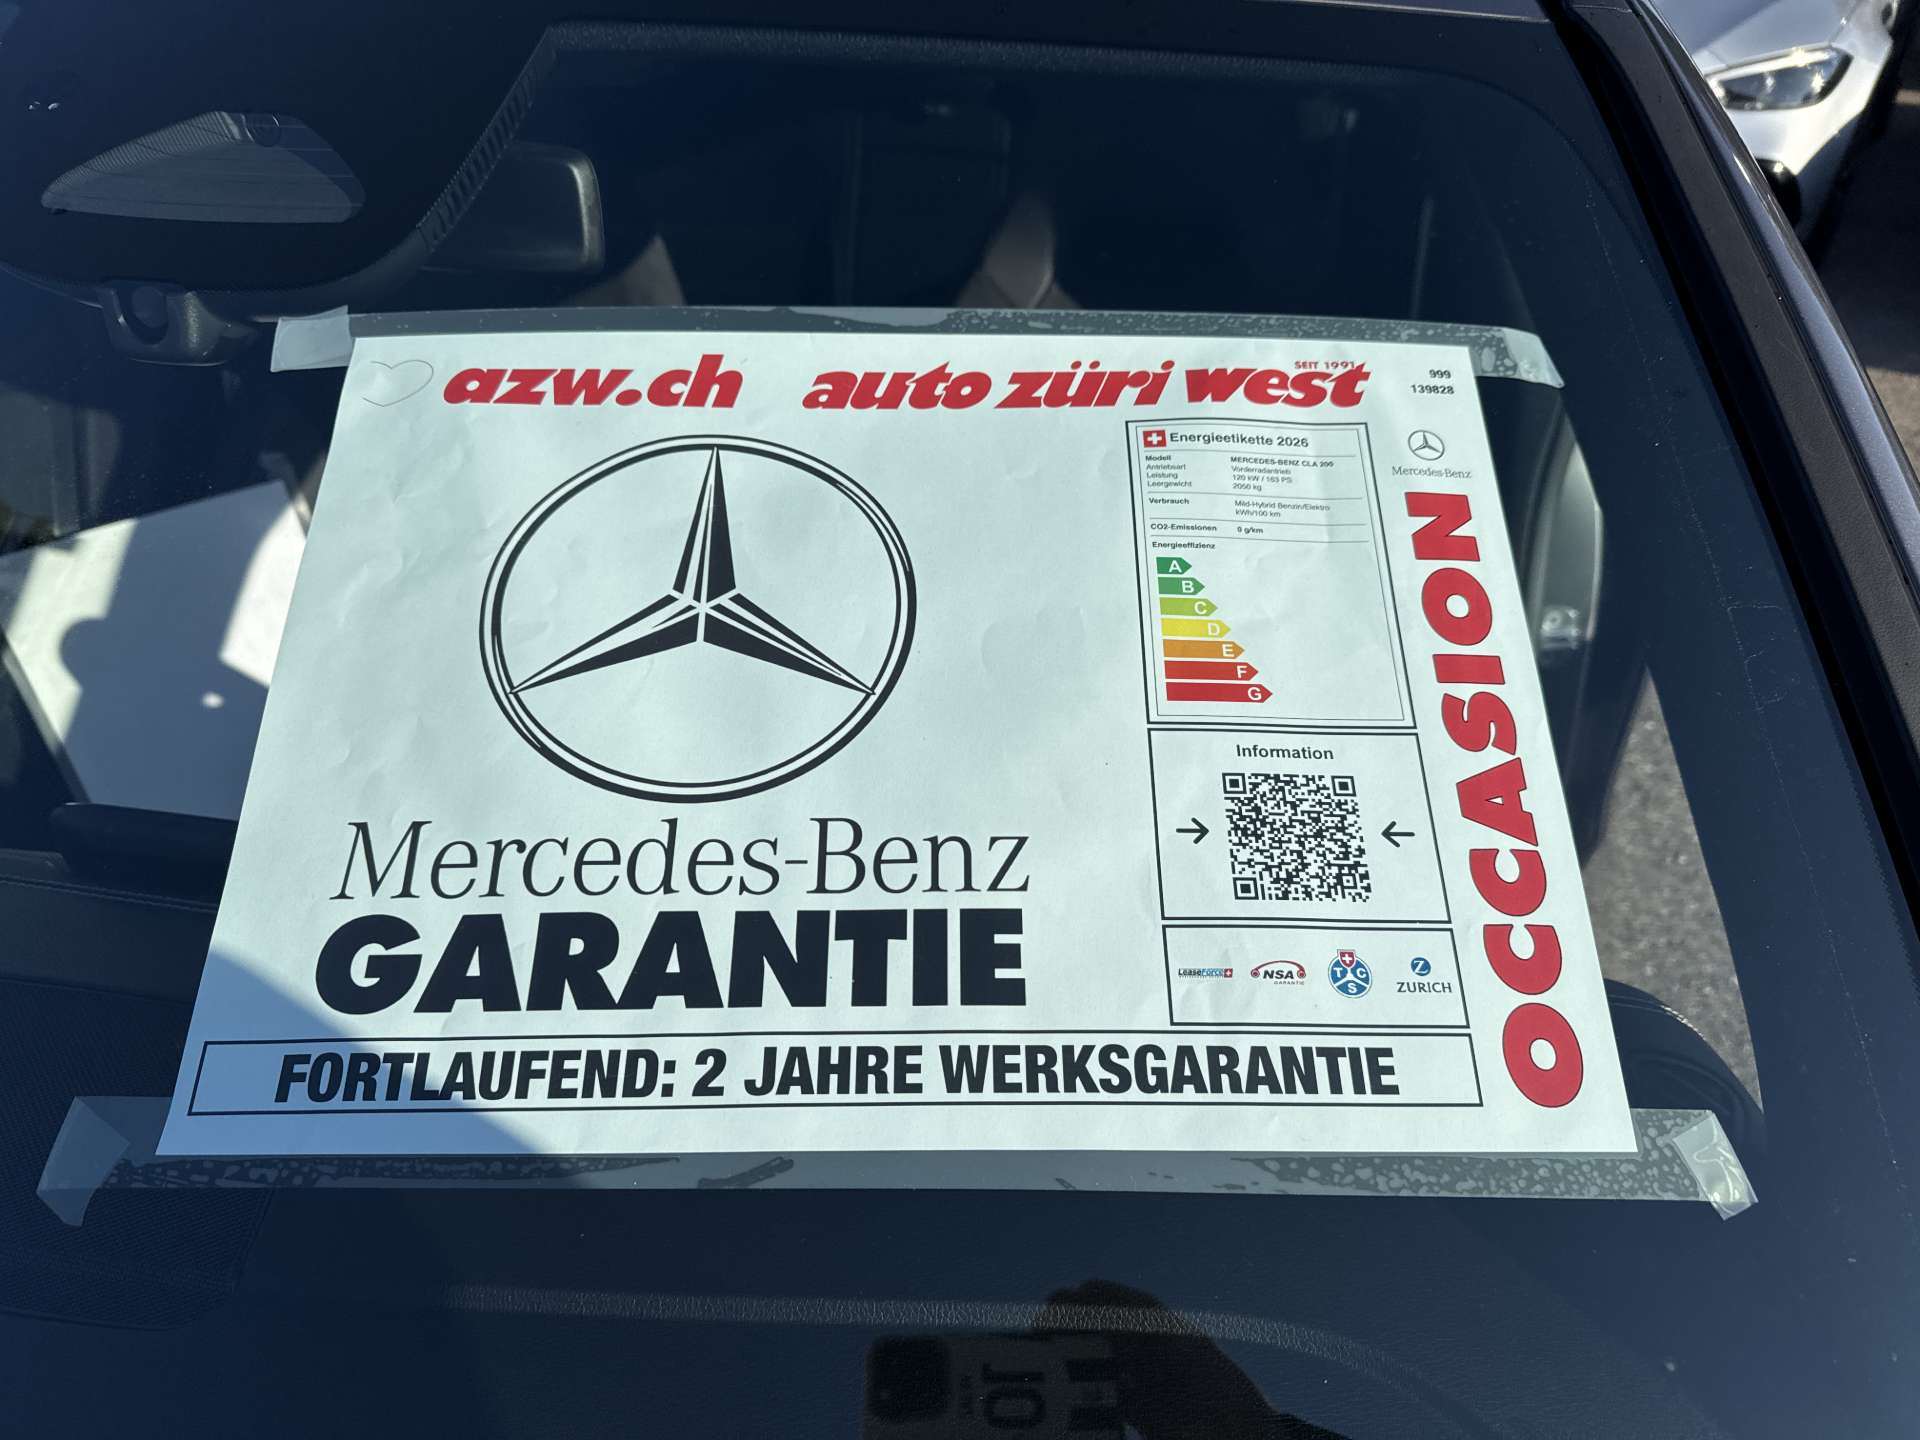 azw.ch auto züri west
SEIT 1991
999
139828
Mercedes-Benz
Energieetikette 2026
Modell MERCEDES-BENZ CLA 200
Antriebsart Vorderradantrieb
Leistung 120 kW / 163 PS
Leergewicht 2050 kg
Verbrauch Mild-Hybrid Benzin/Elektro
kWh/100 km
CO2-Emissionen 0 g/km
Energieeffizienz
A
B
C
D
E
F
G
Information
LeaseForce
NSA
GARANTIE
TCS
Z
ZURICH
OCCASION
Mercedes-Benz
GARANTIE
FORTLAUFEND: 2 JAHRE WERKSGARANTIE